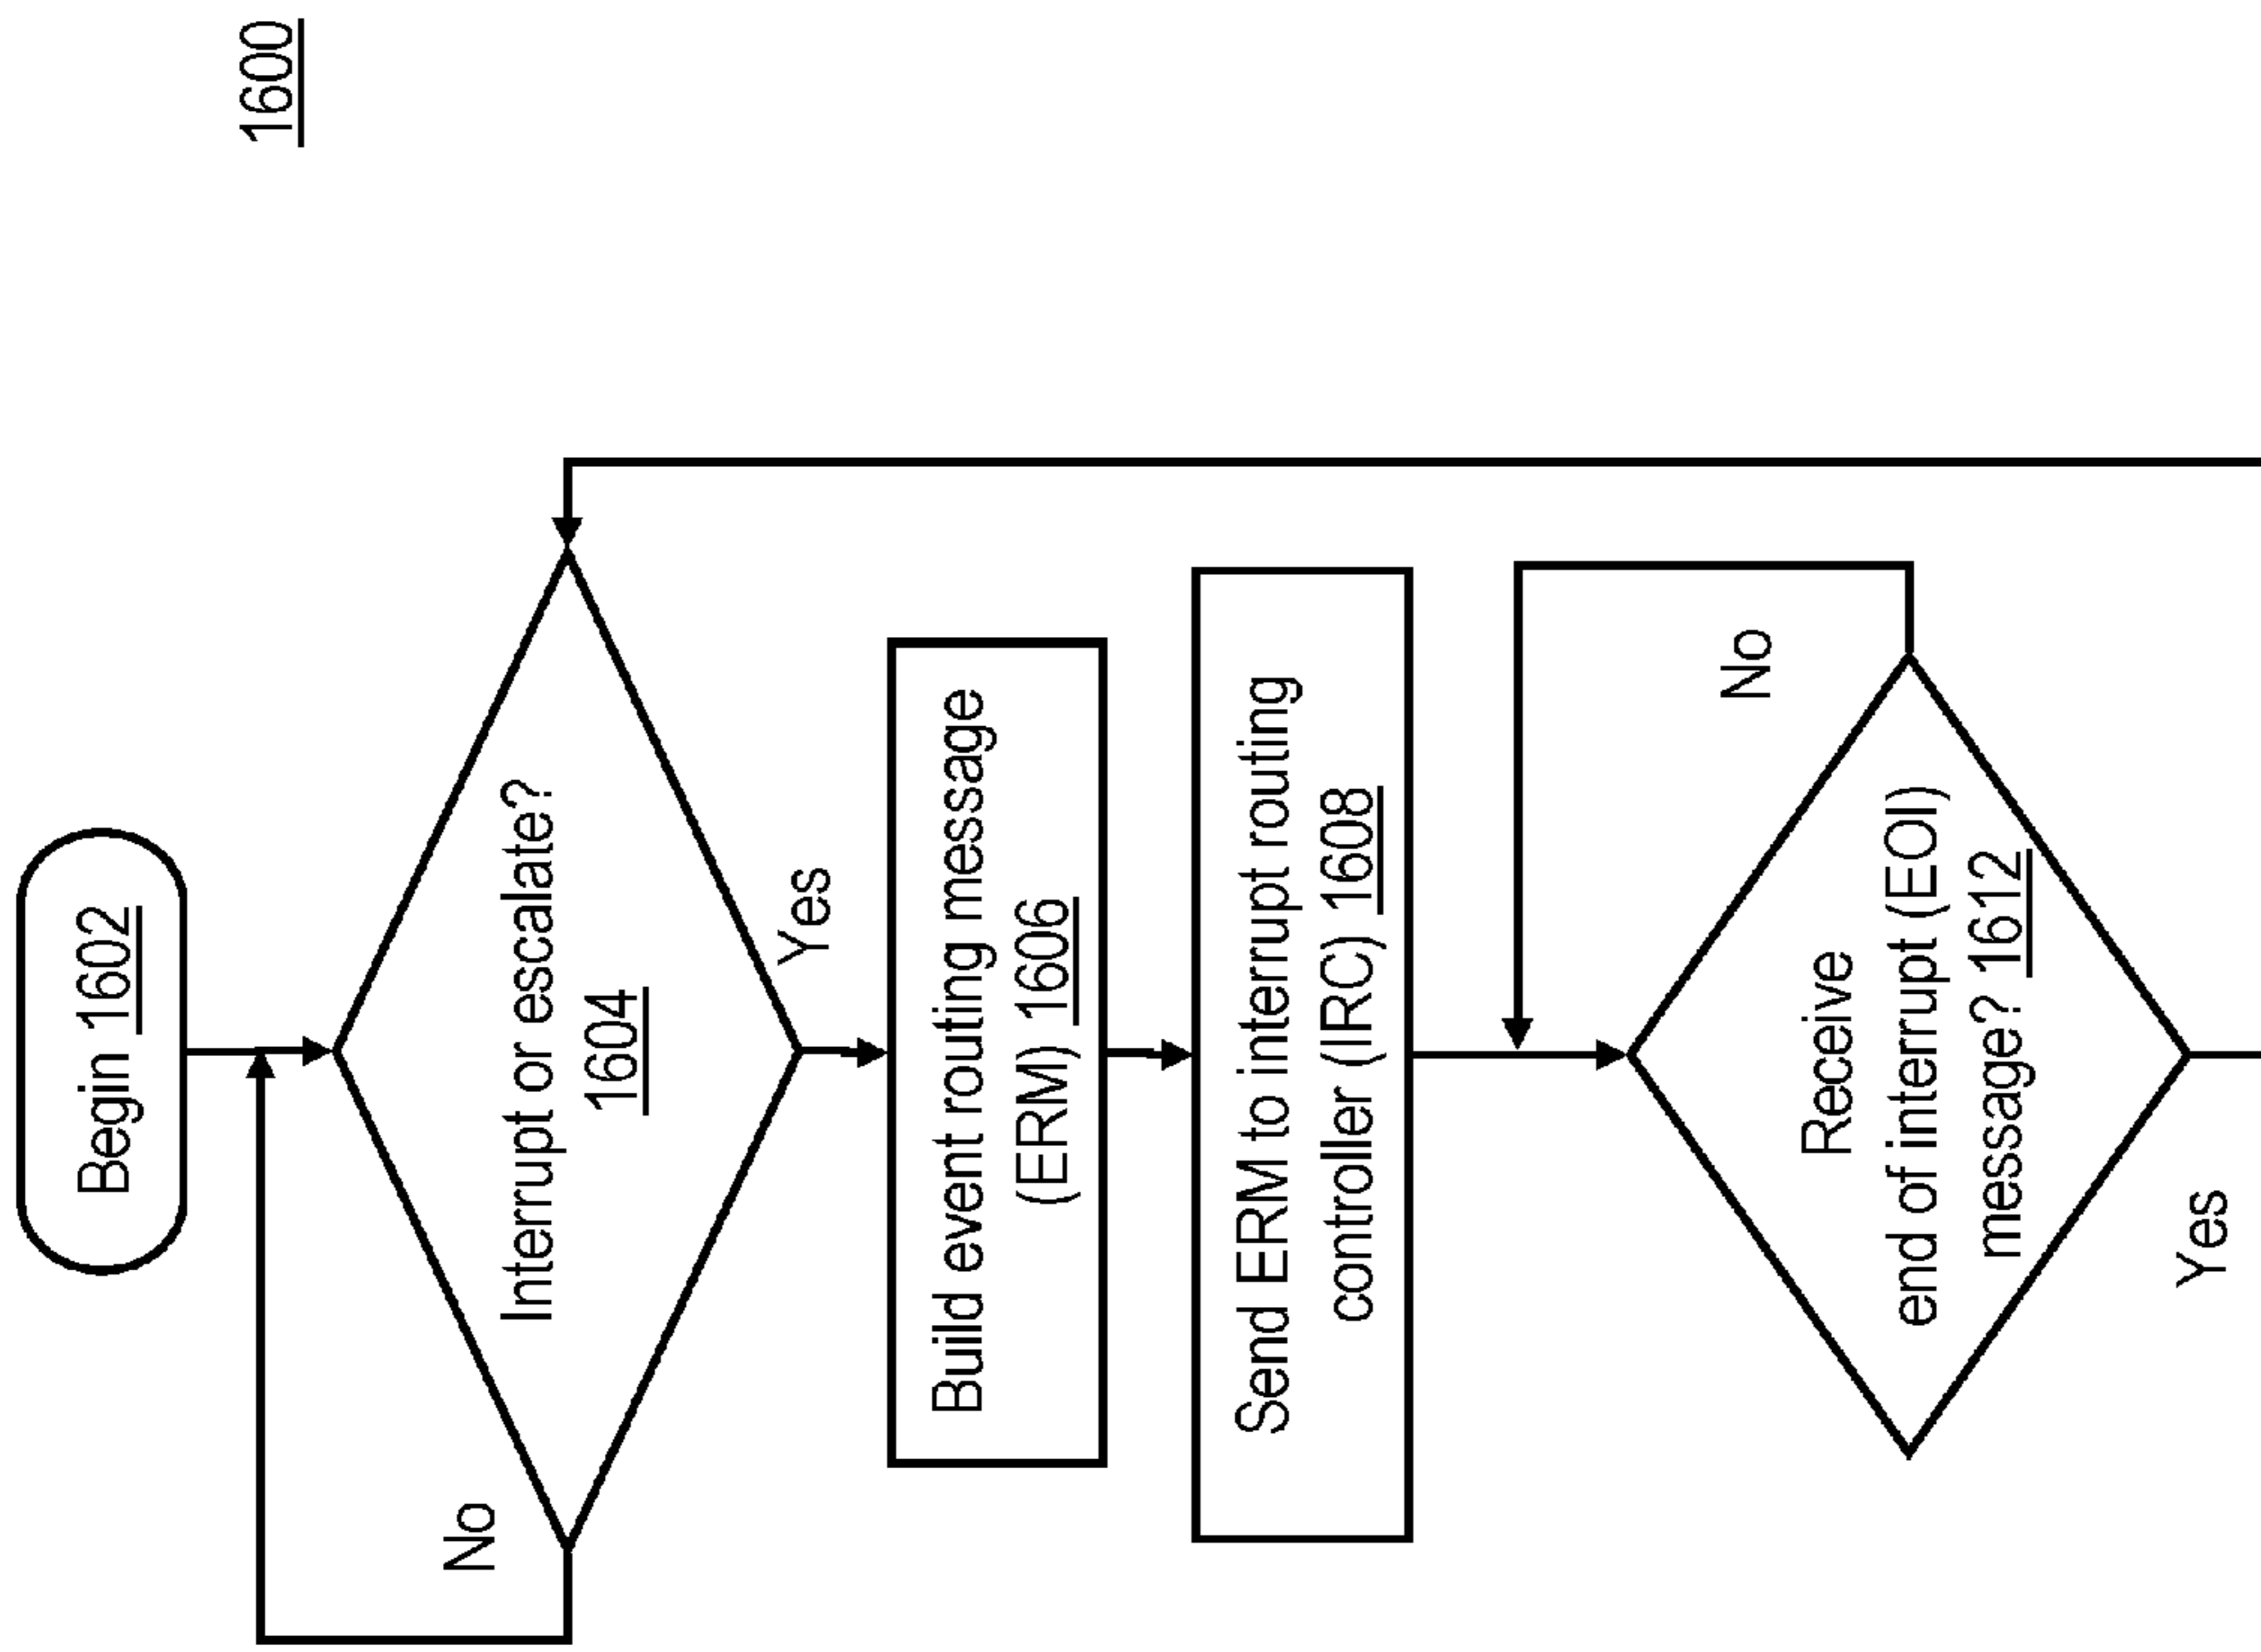 1600
Begin 1602
Interrupt or escalate?
1604
No
Yes
Build event routing message
(ERM) 1606
Send ERM to interrupt routing
controller (IRC) 1608
No
Receive
end of interrupt (EOI)
message? 1612
Yes